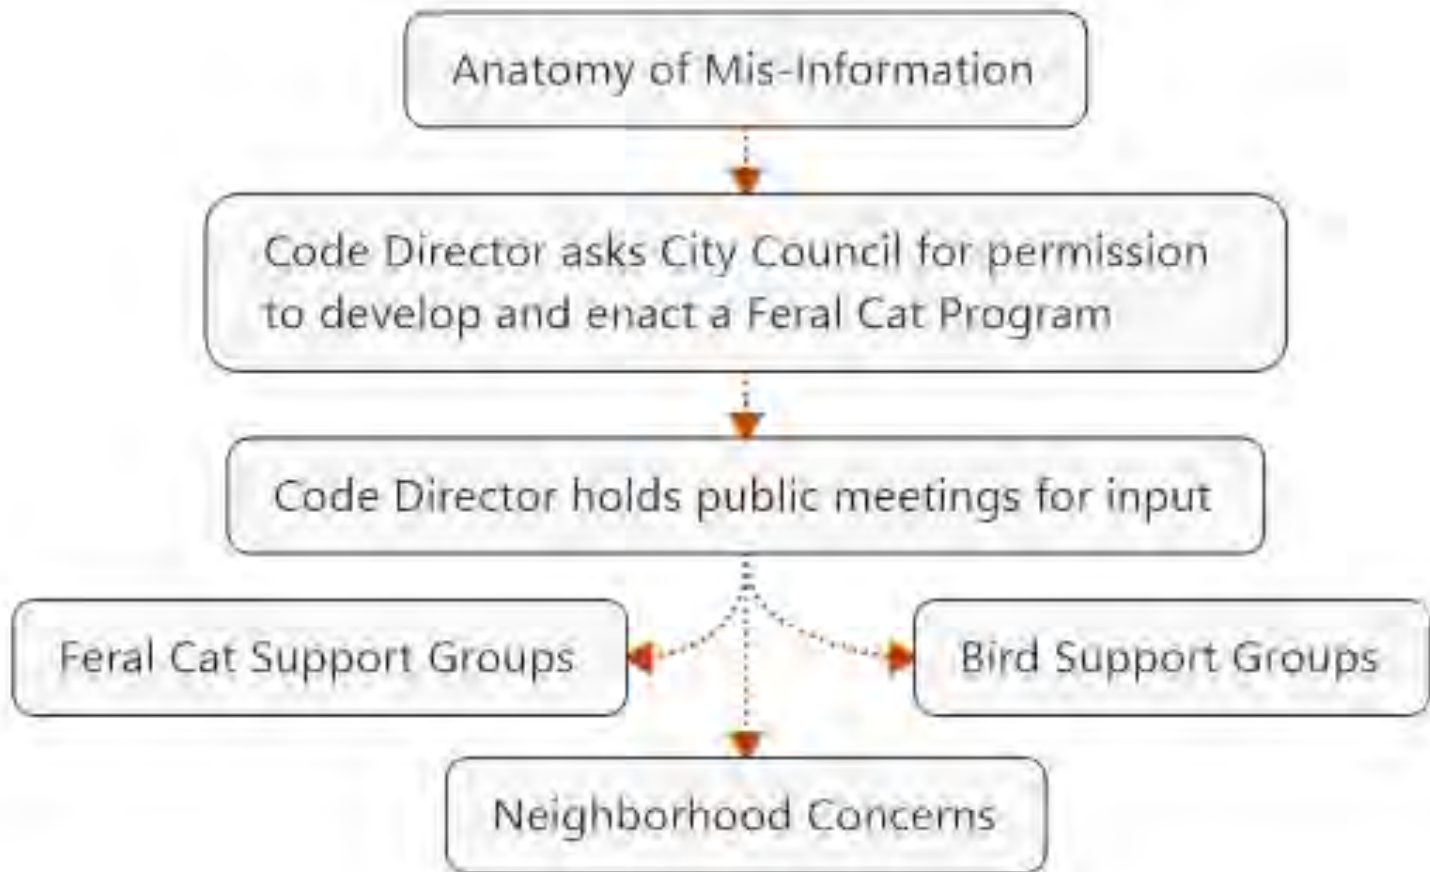 Anatomy of Mis-Information
Code Director asks City Council for permission
to develop and enact a Feral Cat Program
Code Director holds public meetings for input
Feral Cat Support Groups
Bird Support Groups
Neighborhood Concerns